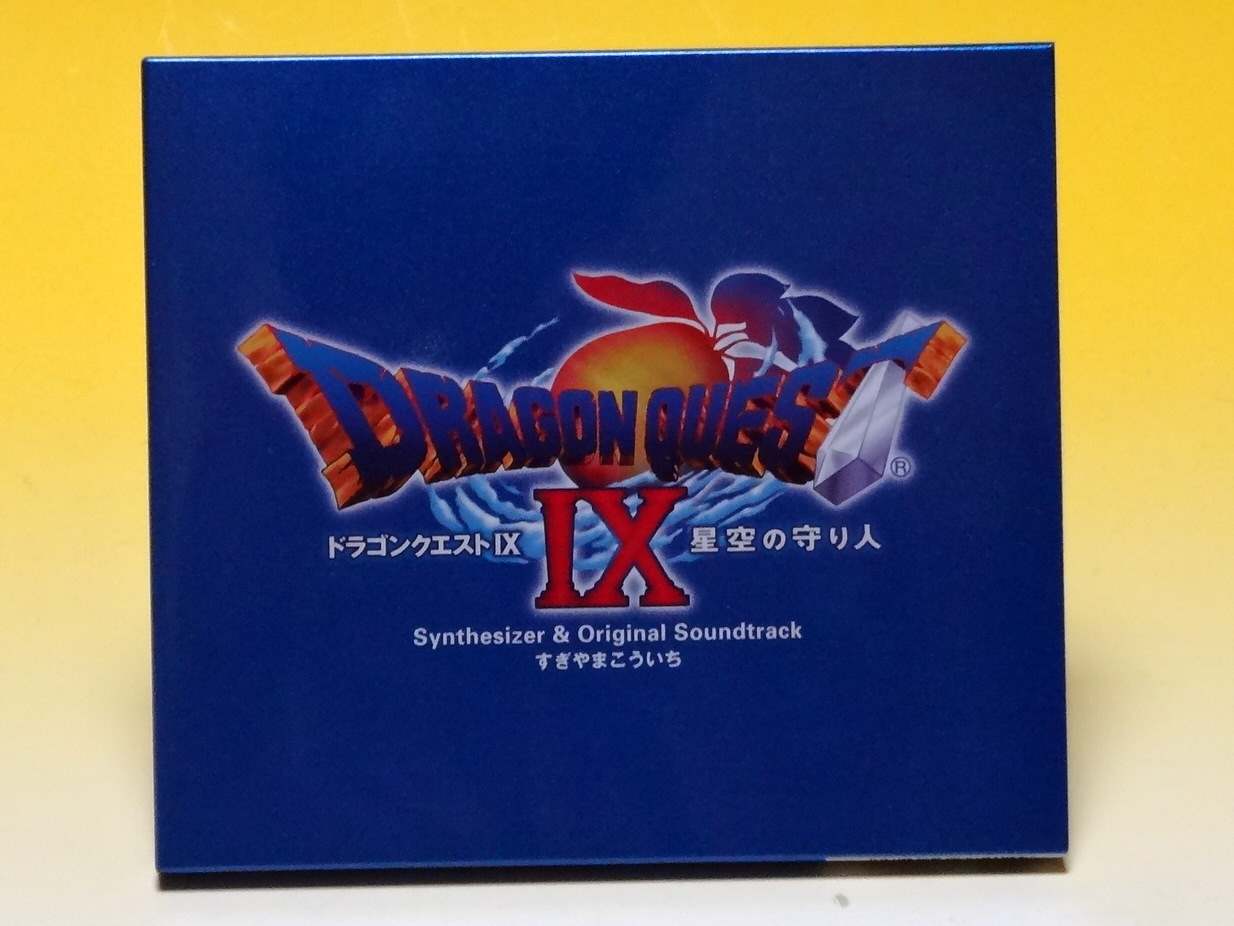 DRAGON QUEST
®
IX
ドラゴンクエストIX
星空の守り人
Synthesizer & Original Soundtrack
すぎやまこういち